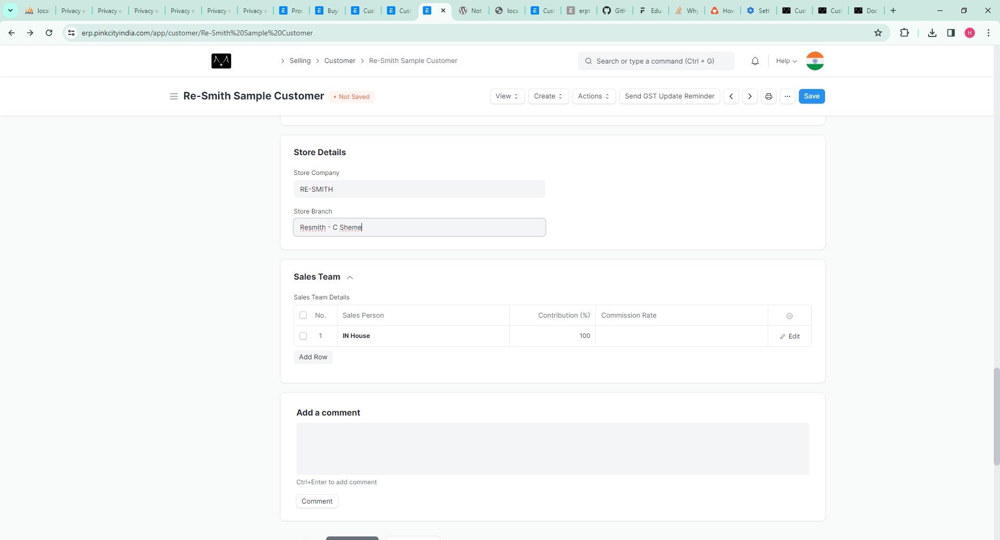 loca
Privacy e
Privacy e
Privacy e
Privacy e
Privacy e
Privacy e
Proc
Buyi
Cust
Cust
Not
loca
Cust
erpt
GitH
Educ
Why
How
Sett
Cust
Cust
Doc
erp.pinkcityindia.com/app/customer/Re-Smith%20Sample%20Customer
H
Selling
Customer
Re-Smith Sample Customer
Search or type a command (Ctrl + G)
Help
Re-Smith Sample Customer
• Not Saved
View
Create
Actions
Send GST Update Reminder
···
Save
Store Details
Store Company
RE-SMITH
Store Branch
Resmith - C Sheme
Sales Team
Sales Team Details
No. Sales Person Contribution (%) Commission Rate
1 IN House 100 Edit
Add Row
Add a comment
Ctrl+Enter to add comment
Comment